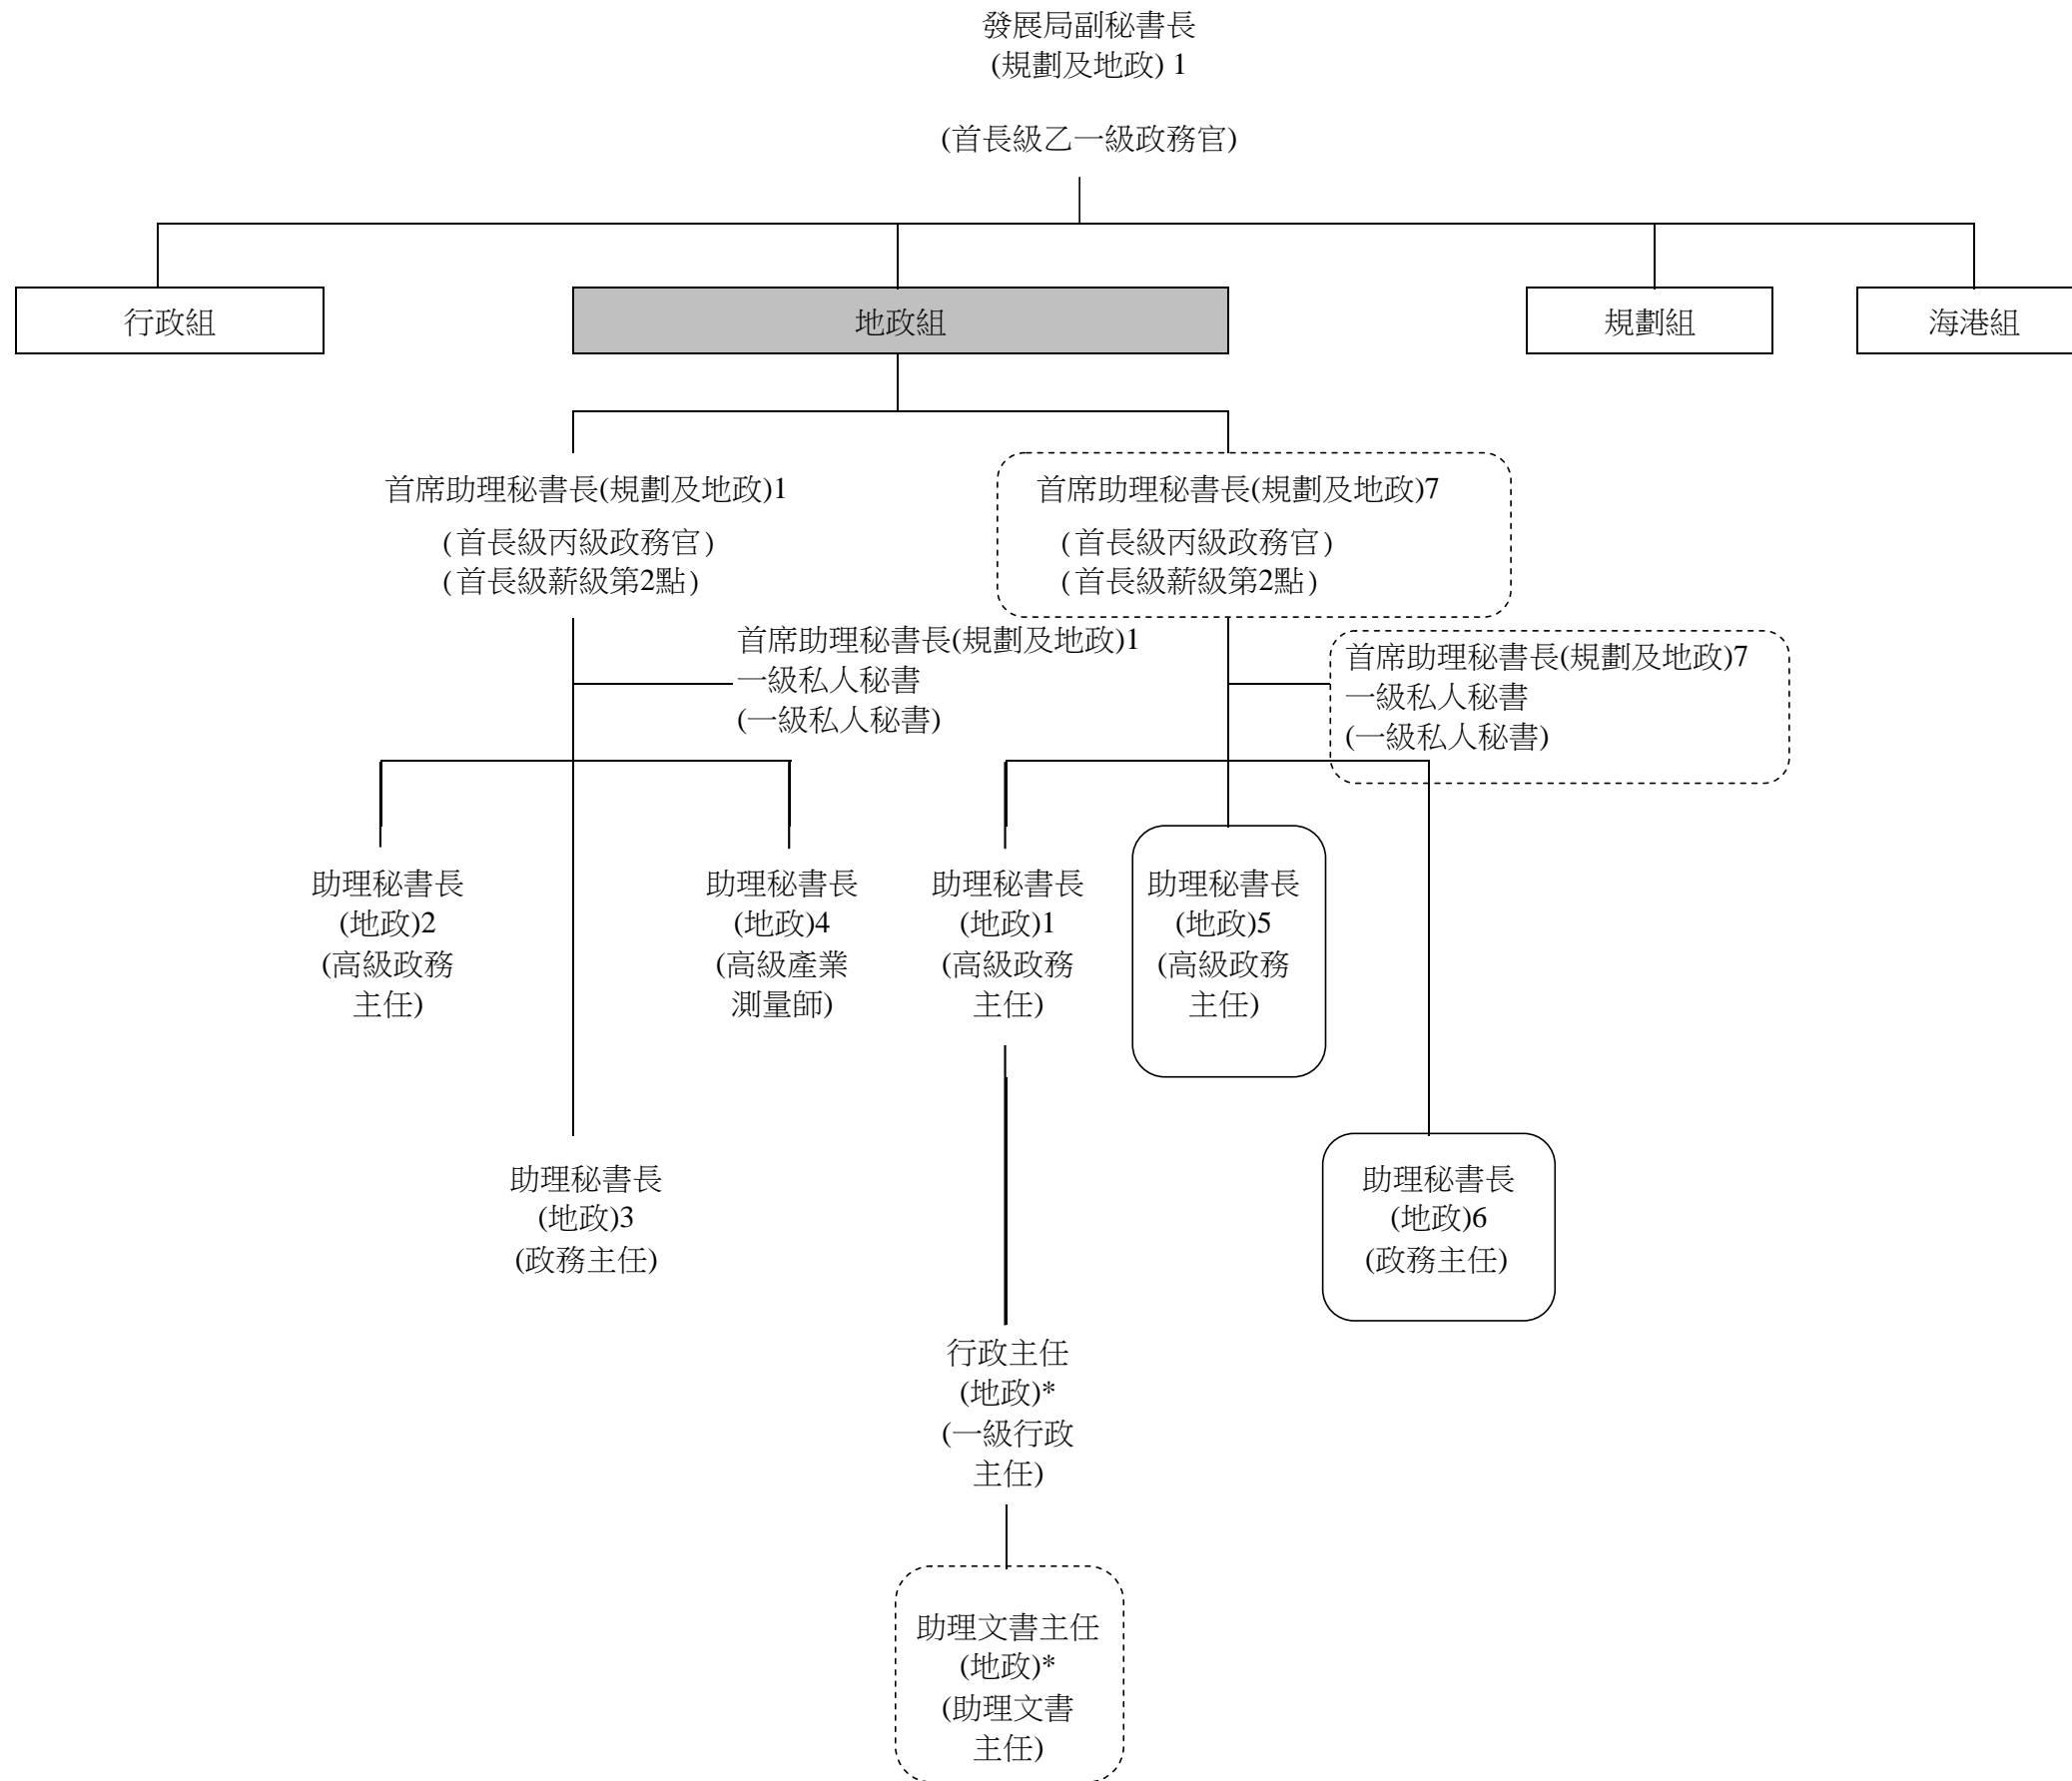 發展局副秘書長
(規劃及地政) 1
(首長級乙一級政務官)
行政組
地政組
規劃組
海港組
首席助理秘書長(規劃及地政)1
(首長級丙級政務官)
(首長級薪級第2點)
首席助理秘書長(規劃及地政)7
(首長級丙級政務官)
(首長級薪級第2點)
首席助理秘書長(規劃及地政)1
一級私人秘書
(一級私人秘書)
首席助理秘書長(規劃及地政)7
一級私人秘書
(一級私人秘書)
助理秘書長
(地政)2
(高級政務
主任)
助理秘書長
(地政)4
(高級產業
測量師)
助理秘書長
(地政)1
(高級政務
主任)
助理秘書長
(地政)5
(高級政務
主任)
助理秘書長
(地政)3
(政務主任)
助理秘書長
(地政)6
(政務主任)
行政主任
(地政)*
(一級行政
主任)
助理文書主任
(地政)*
(助理文書
主任)